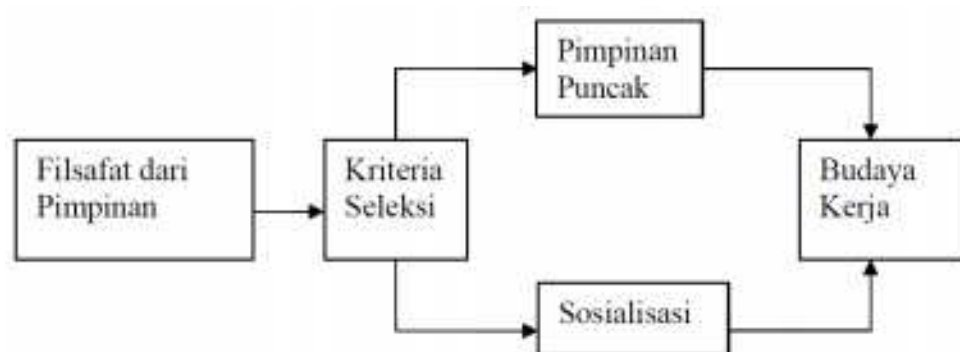 Filsafat dari
Pimpinan
Kriteria
Seleksi
Pimpinan
Puncak
Sosialisasi
Budaya
Kerja